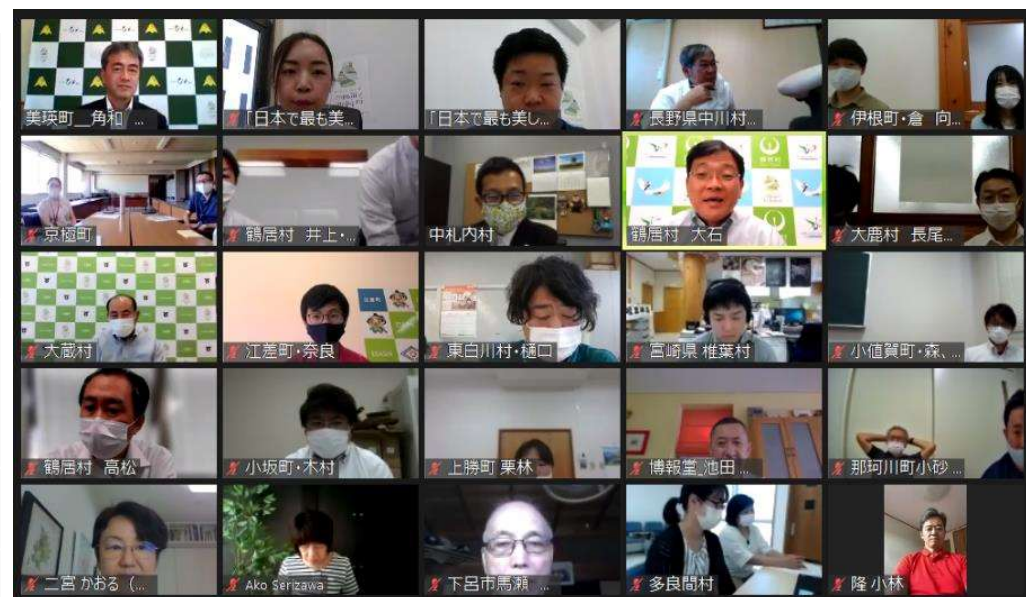 美瑛町__角和 ...
「日本で最も美...
「日本で最も美し...
長野県中川村...
伊根町・倉 向...
京極町
鶴居村 井上・...
中札内村
鶴居村 大石
大鹿村 長尾...
大蔵村
江差町・奈良
東白川村・樋口
宮崎県 椎葉村
小値賀町・森、...
鶴居村 高松
小坂町・木村
上勝町 栗林
博報堂_池田 ...
那珂川町小砂 ...
二宮 かおる (...
Ako Serizawa
下呂市馬瀬 ...
多良間村
隆 小林